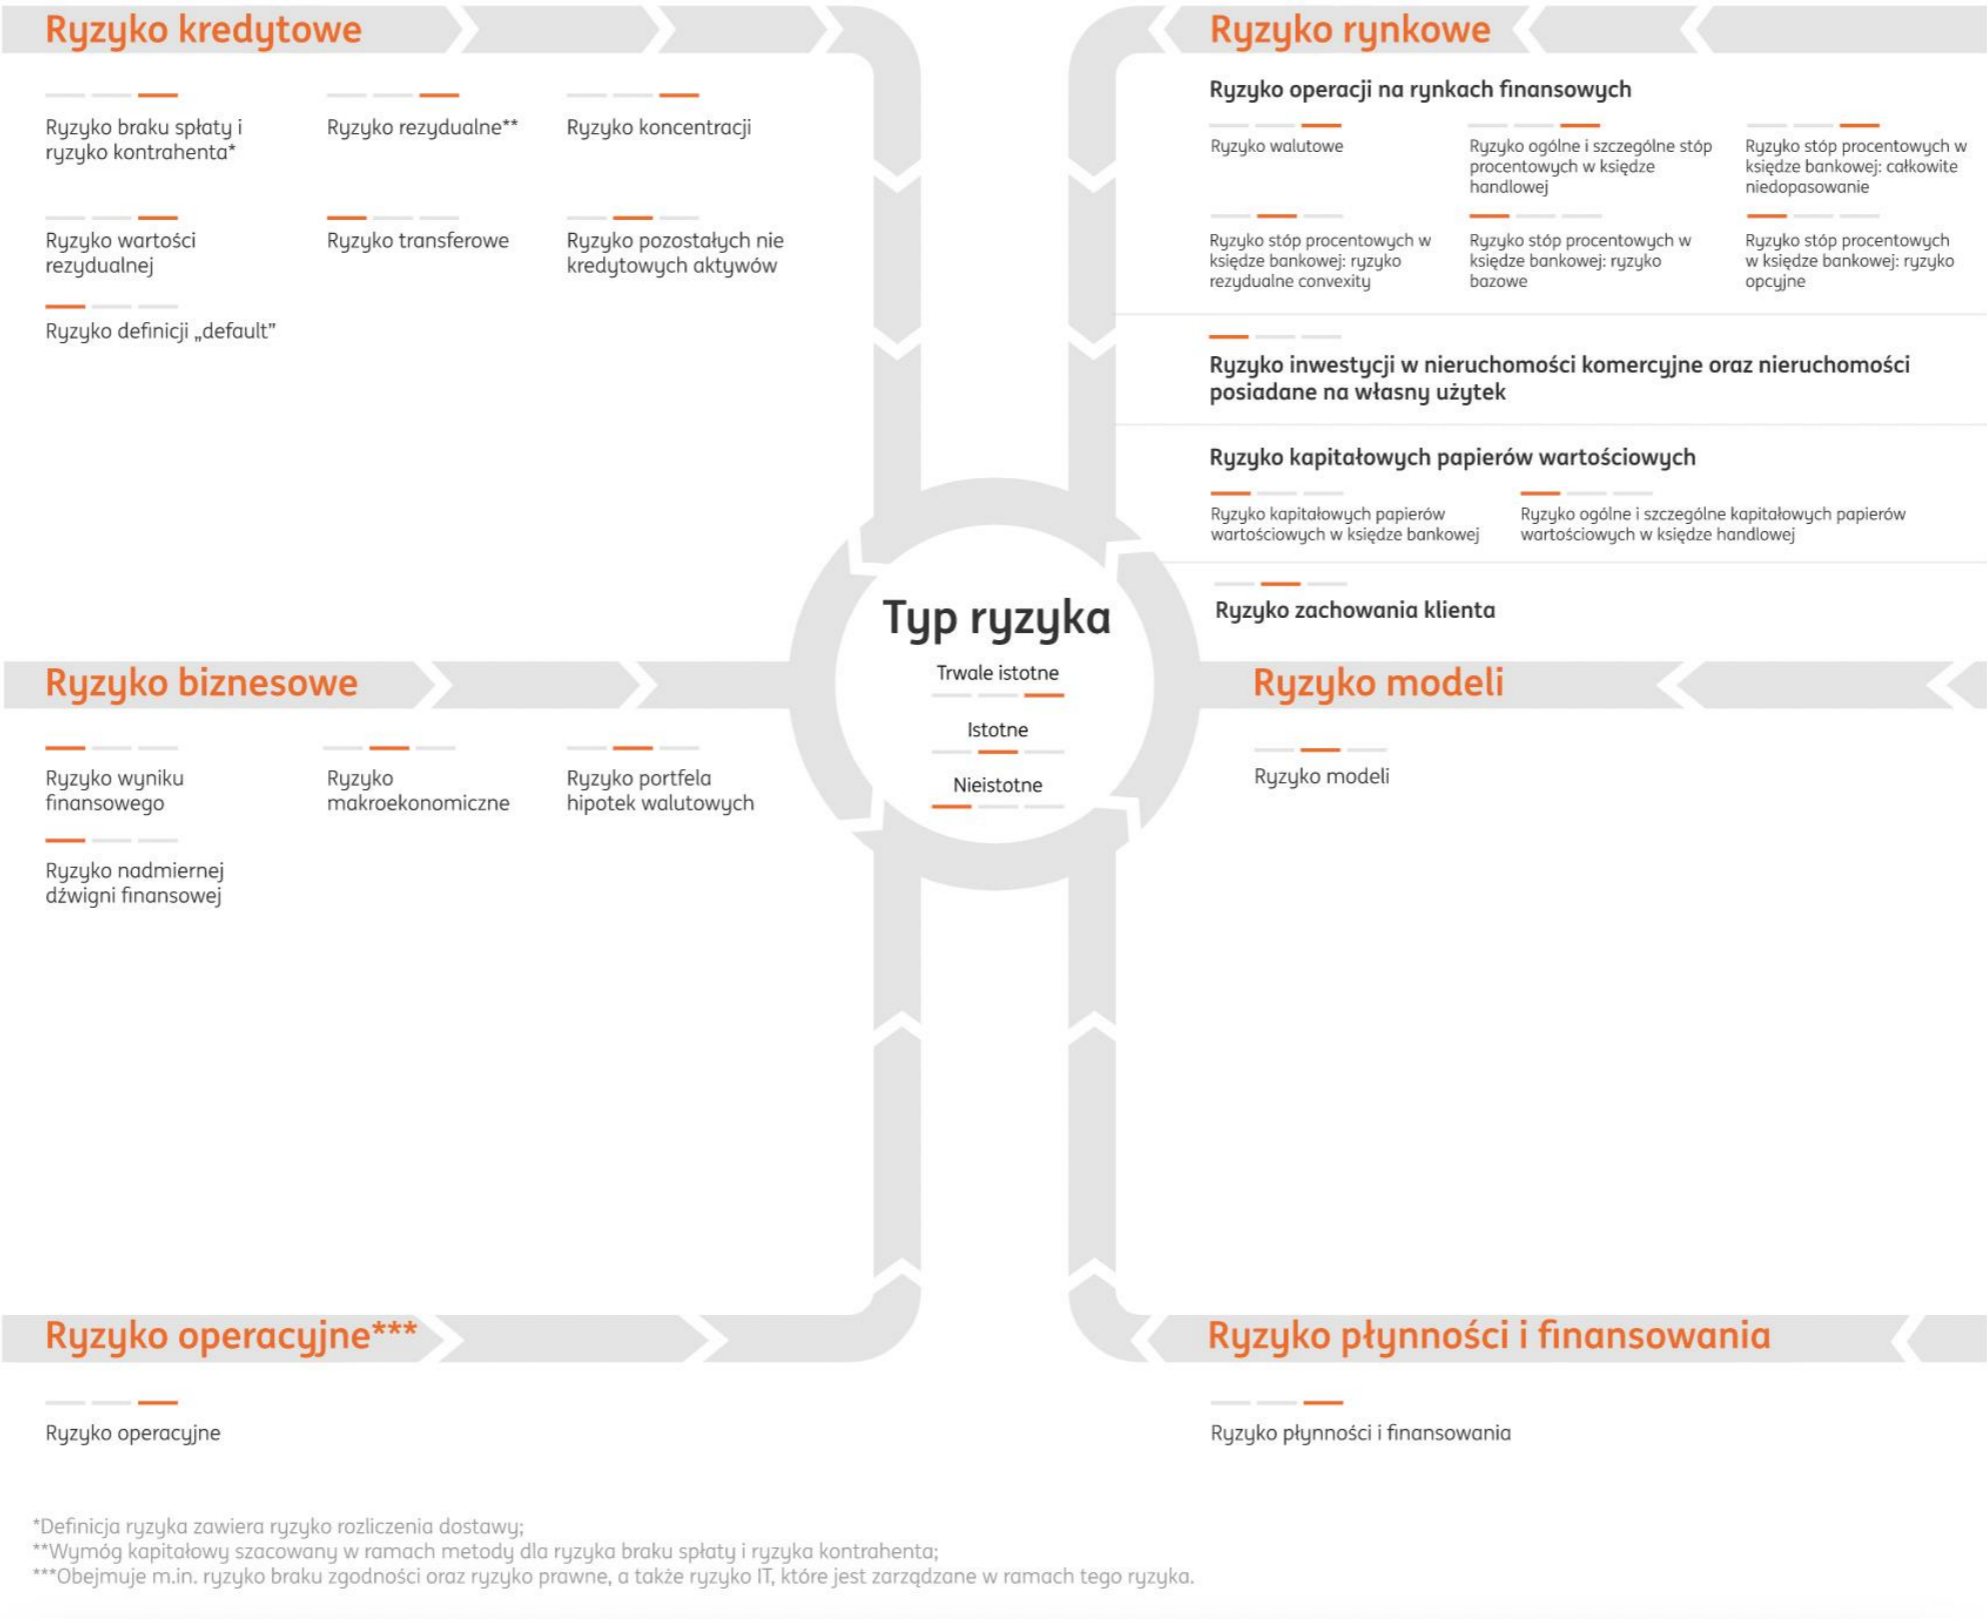 Ryzyko kredytowe
Ryzyko braku spłaty i
ryzyko kontrahenta*
Ryzyko rezydualne**
Ryzyko koncentracji
Ryzyko wartości
rezydualnej
Ryzyko transferowe
Ryzyko pozostałych nie
kredytowych aktywów
Ryzyko definicji „default”
Ryzyko rynkowe
Ryzyko operacji na rynkach finansowych
Ryzyko walutowe
Ryzyko ogólne i szczególne stóp
procentowych w księdze
handlowej
Ryzyko stóp procentowych w
księdze bankowej: całkowite
niedopasowanie
Ryzyko stóp procentowych w
księdze bankowej: ryzyko
rezydualne convexity
Ryzyko stóp procentowych w
księdze bankowej: ryzyko
bazowe
Ryzyko stóp procentowych
w księdze bankowej: ryzyko
opcyjne
Ryzyko inwestycji w nieruchomości komercyjne oraz nieruchomości
posiadane na własny użytek
Ryzyko kapitałowych papierów wartościowych
Ryzyko kapitałowych papierów
wartościowych w księdze bankowej
Ryzyko ogólne i szczególne kapitałowych papierów
wartościowych w księdze handlowej
Ryzyko zachowania klienta
Typ ryzyka
Trwale istotne
Istotne
Nieistotne
Ryzyko biznesowe
Ryzyko wyniku
finansowego
Ryzyko
makroekonomiczne
Ryzyko portfela
hipotek walutowych
Ryzyko nadmiernej
dźwigni finansowej
Ryzyko modeli
Ryzyko modeli
Ryzyko operacyjne***
Ryzyko operacyjne
Ryzyko płynności i finansowania
Ryzyko płynności i finansowania
*Definicja ryzyka zawiera ryzyko rozliczenia dostawy;
**Wymóg kapitałowy szacowany w ramach metody dla ryzyka braku spłaty i ryzyka kontrahenta;
***Obejmuje m.in. ryzyko braku zgodności oraz ryzyko prawne, a także ryzyko IT, które jest zarządzane w ramach tego ryzyka.